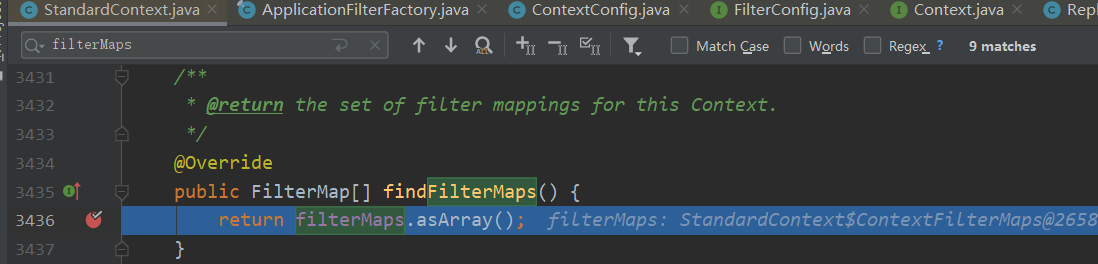 StandardContext.java × ApplicationFilterFactory.java × ContextConfig.java × FilterConfig.java × Context.java ×
filterMaps × Match Case Words Regex ? 9 matches
3431 /**
3432 * @return the set of filter mappings for this Context.
3433 */
3434 @Override
3435 public FilterMap[] findFilterMaps() {
3436 return filterMaps.asArray(); filterMaps: StandardContext$ContextFilterMaps@2658
3437 }